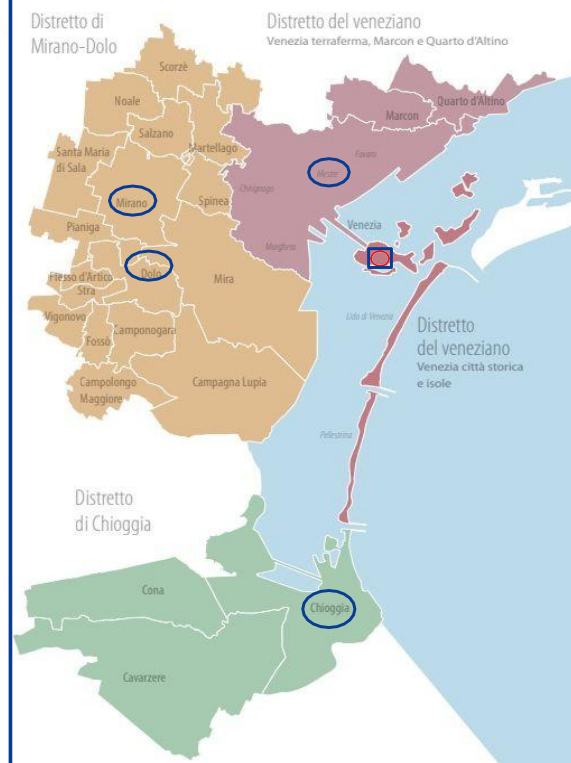 Distretto di
Mirano-Dolo
Distretto del veneziano
Venezia terraferma, Marcon e Quarto d'Altino
Scorzè
Noale
Quarto d'Altino
Marcon
Salzano
Martellago
Favaro
Santa Maria
di Sala
Mestre
Chirignago
Mirano
Spinea
Venezia
Pianiga
Marghera
Dolo
Fiesso d'Artico
Mira
Stra
Vigonovo
Lido di Venezia
Camponogara
Distretto
del veneziano
Venezia città storica
e isole
Fossò
Campolongo
Maggiore
Campagna Lupia
Pellestrina
Distretto
di Chioggia
Cona
Chioggia
Cavarzere